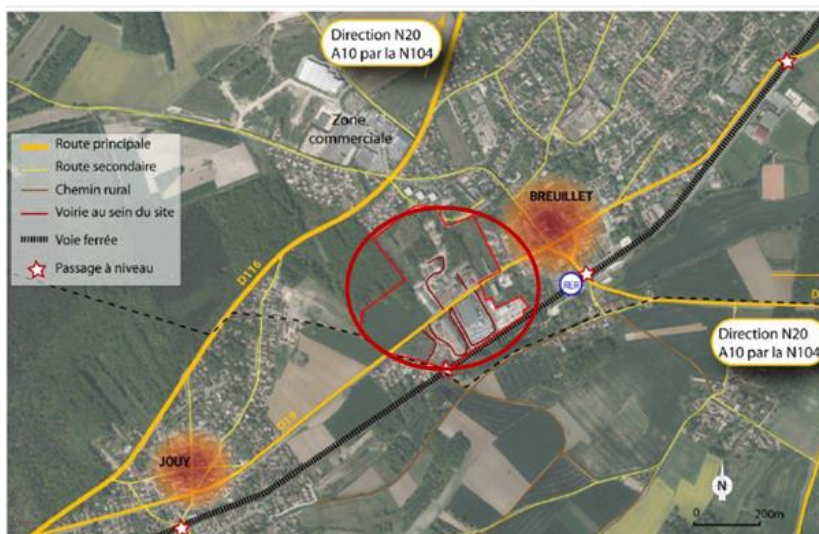 Direction N20
A10 par la N104
Zone
commerciale
Route principale
Route secondaire
Chemin rural
Voirie au sein du site
Voie ferrée
Passage à niveau
BREUILLET
D116
RER
Direction N20
A10 par la N104
D19
JOUY
N
0 200m